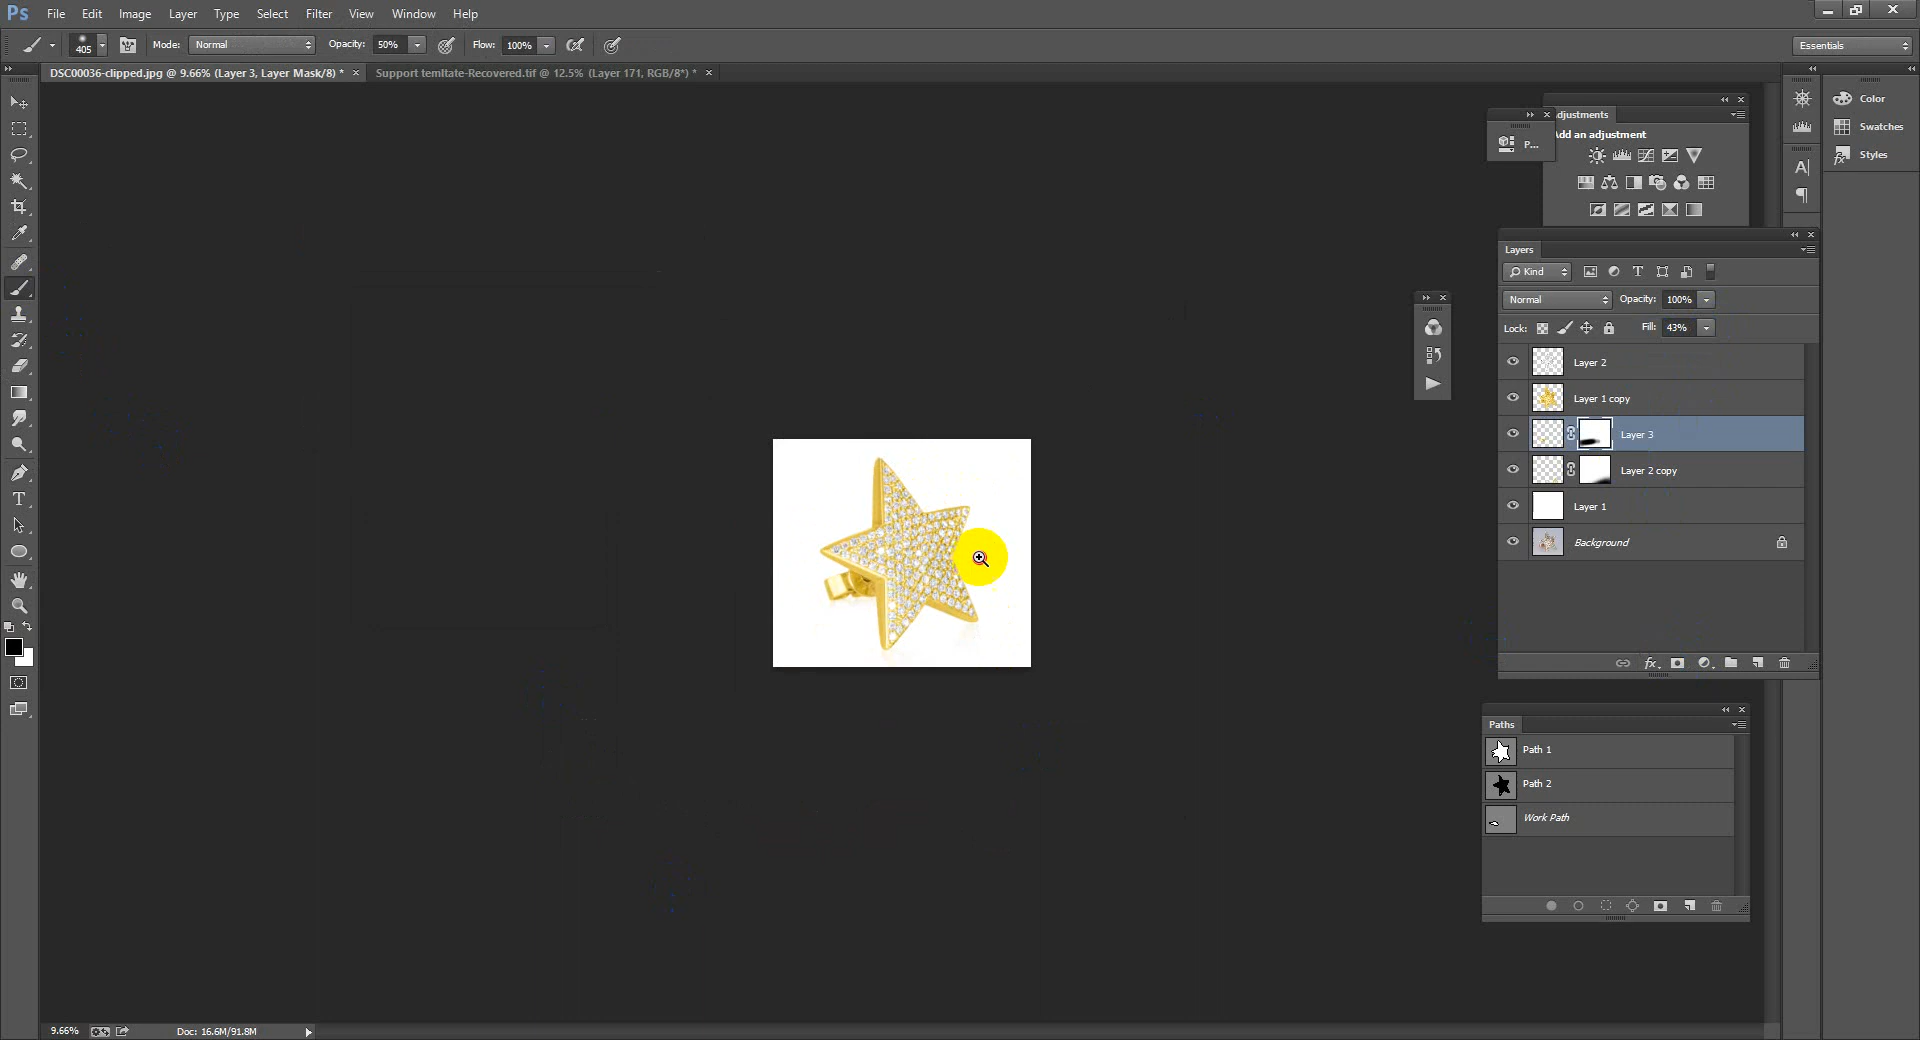 Ps File Edit Image Layer Type Select Filter View Window Help
405 Mode: Normal Opacity: 50% Flow: 100% Essentials
DSC00036-clipped.jpg @ 9.66% (Layer 3, Layer Mask/8) * Support temltate-Recovered.tif @ 12.5% (Layer 171, RGB/8*) *
Color
Swatches
Styles
djustments
Add an adjustment
P...
Layers
Kind
Normal Opacity: 100%
Lock: Fill: 43%
Layer 2
Layer 1 copy
Layer 3
Layer 2 copy
Layer 1
Background
Paths
Path 1
Path 2
Work Path
9.66% Doc: 16.6M/91.8M